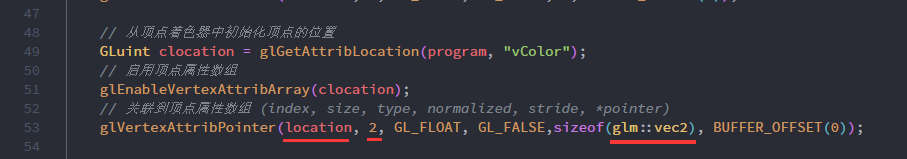 47
48 // 从顶点着色器中初始化顶点的位置
49 GLuint clocation = glGetAttribLocation(program, "vColor");
50 // 启用顶点属性数组
51 glEnableVertexAttribArray(clocation);
52 // 关联到顶点属性数组 (index, size, type, normalized, stride, *pointer)
53 glVertexAttribPointer(location, 2, GL_FLOAT, GL_FALSE,sizeof(glm::vec2), BUFFER_OFFSET(0));
54